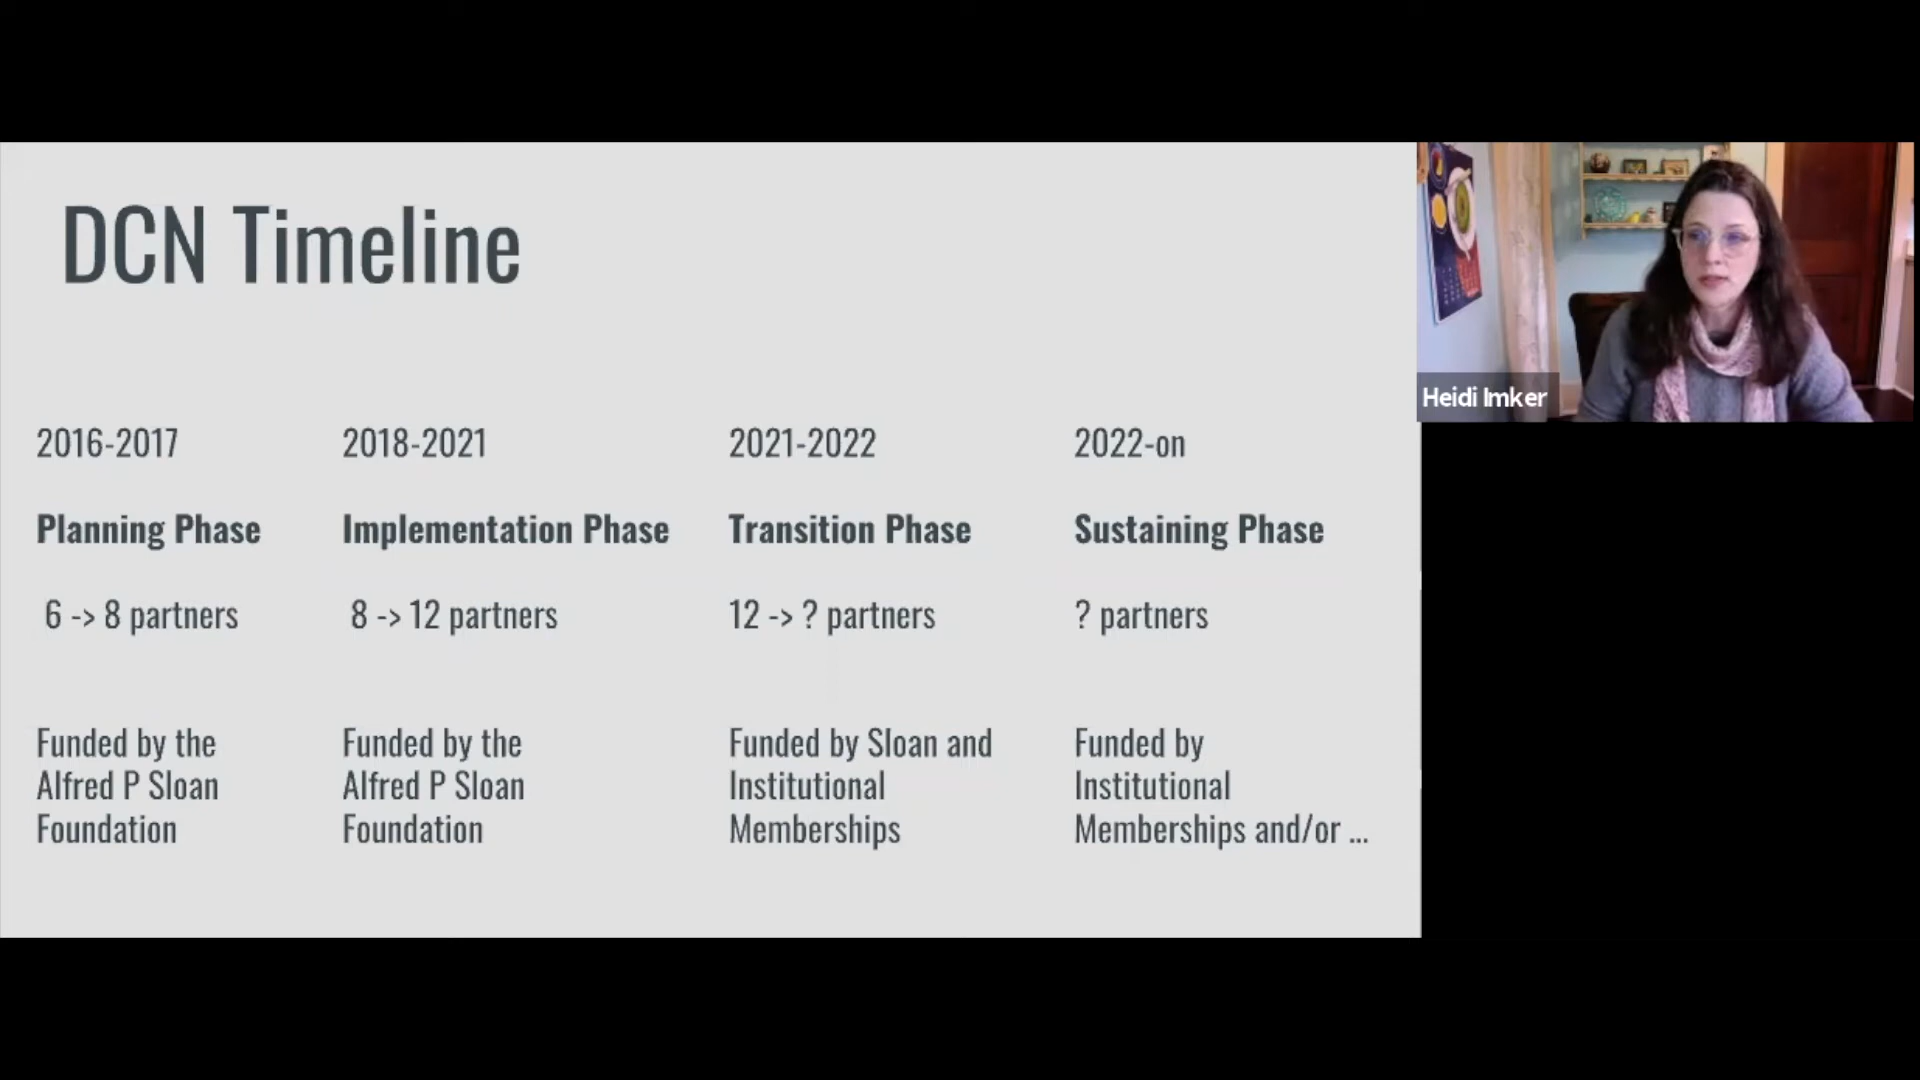 DCN Timeline
2016-2017
Planning Phase
6 -> 8 partners
Funded by the
Alfred P Sloan
Foundation
2018-2021
Implementation Phase
8 -> 12 partners
Funded by the
Alfred P Sloan
Foundation
2021-2022
Transition Phase
12 -> ? partners
Funded by Sloan and
Institutional
Memberships
2022-on
Sustaining Phase
? partners
Funded by
Institutional
Memberships and/or ...
Heidi Imker